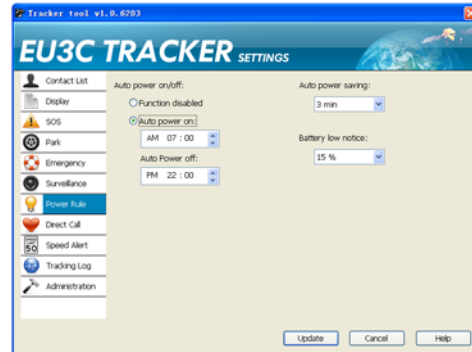 Tracker tool v1.0.6203
EU3C TRACKER SETTINGS
Contact List
Display
SOS
Park
Emergency
Surveillance
Power Rule
Direct Call
50
Speed Alert
Tracking Log
Administration
Auto power on/off:
Function disabled
Auto power on:
AM 07 : 00
Auto Power off:
PM 22 : 00
Auto power saving:
3 min
Battery low notice:
15 %
Update
Cancel
Help